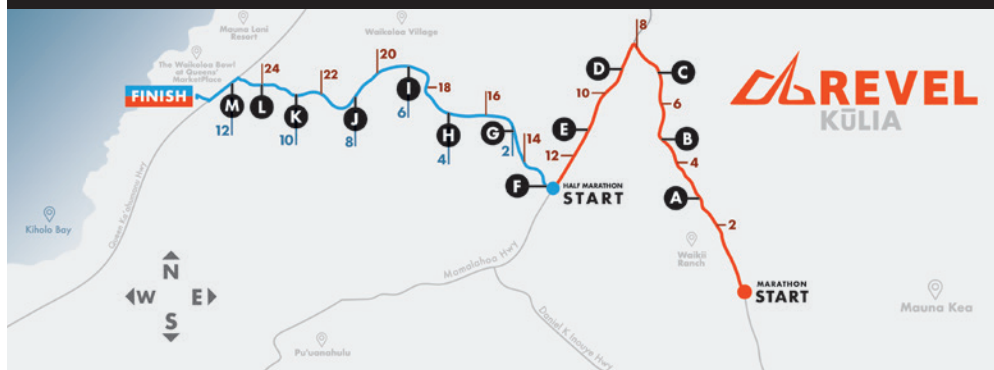 Mauna Lani
Resort
Waikoloa Village
The Waikoloa Bowl
at Queens'
MarketPlace
FINISH
M
12
24
L
K
10
22
J
8
20
I
6
18
H
4
16
G
2
14
F
HALF MARATHON
START
12
E
10
D
8
C
6
B
4
A
2
MARATHON
START
REVEL
KŪLIA
Kiholo Bay
Queen Ka'ahumanu Hwy
Mamalahoa Hwy
Daniel K Inouye Hwy
Waikii
Ranch
Mauna Kea
Pu'uanahulu
N
W
E
S